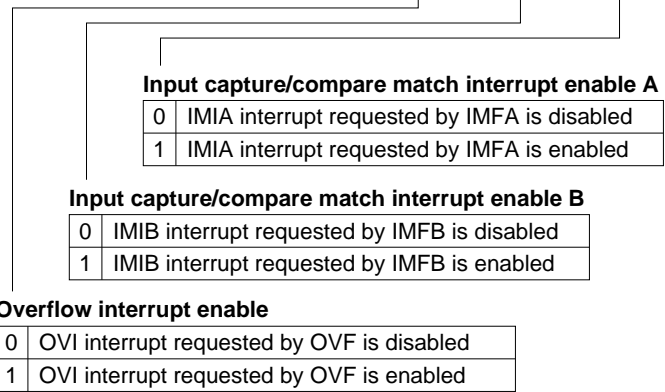 Input capture/compare match interrupt enable A
0 IMIA interrupt requested by IMFA is disabled
1 IMIA interrupt requested by IMFA is enabled
Input capture/compare match interrupt enable B
0 IMIB interrupt requested by IMFB is disabled
1 IMIB interrupt requested by IMFB is enabled
Overflow interrupt enable
0 OVI interrupt requested by OVF is disabled
1 OVI interrupt requested by OVF is enabled